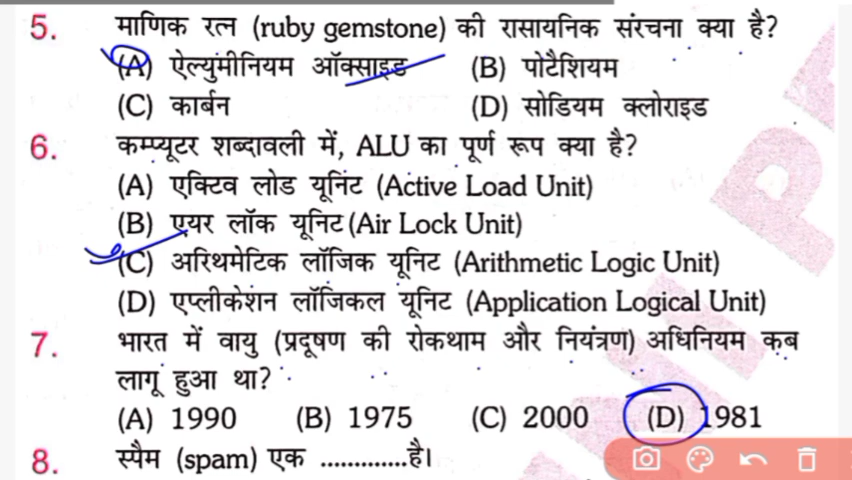 5. माणिक रत्न (ruby gemstone) की रासायनिक संरचना क्या है?
(A) ऐल्युमीनियम ऑक्साइड (B) पोटैशियम
(C) कार्बन (D) सोडियम क्लोराइड
6. कम्प्यूटर शब्दावली में, ALU का पूर्ण रूप क्या है?
(A) एक्टिव लोड यूनिट (Active Load Unit)
(B) एयर लॉक यूनिट (Air Lock Unit)
(C) अरिथमेटिक लॉजिक यूनिट (Arithmetic Logic Unit)
(D) एप्लीकेशन लॉजिकल यूनिट (Application Logical Unit)
7. भारत में वायु (प्रदूषण की रोकथाम और नियंत्रण) अधिनियम कब
लागू हुआ था?
(A) 1990 (B) 1975 (C) 2000 (D) 1981
8. स्पैम (spam) एक .............है।